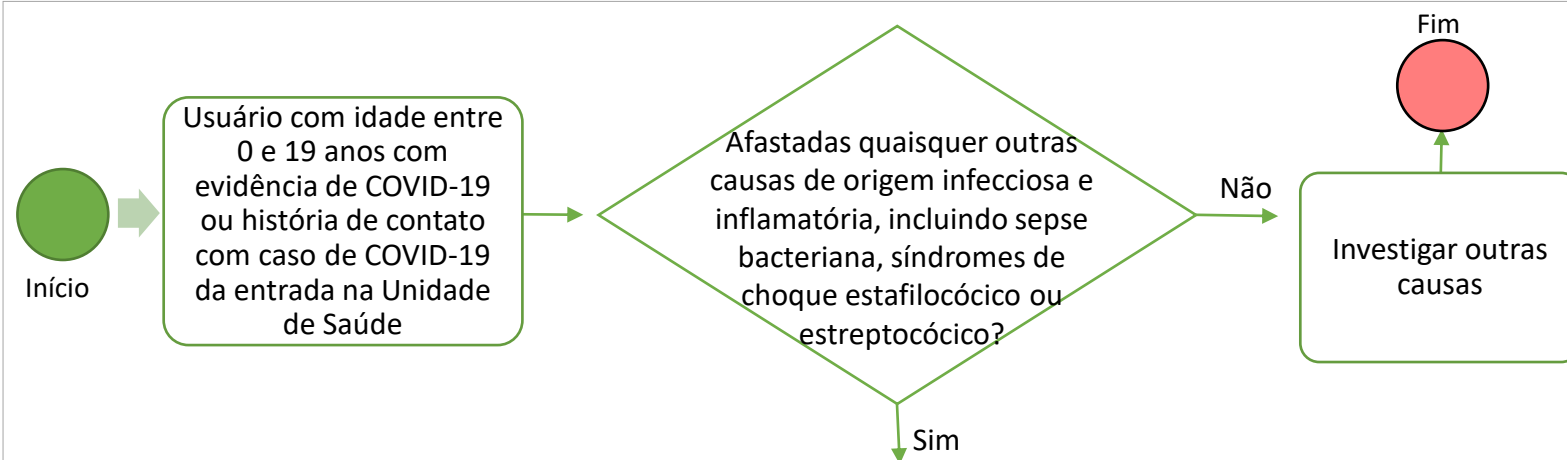 Início
Usuário com idade entre
0 e 19 anos com
evidência de COVID-19
ou história de contato
com caso de COVID-19
da entrada na Unidade
de Saúde
Afastadas quaisquer outras
causas de origem infecciosa e
inflamatória, incluindo sepse
bacteriana, síndromes de
choque estafilocócico ou
estreptocócico?
Não
Sim
Investigar outras
causas
Fim